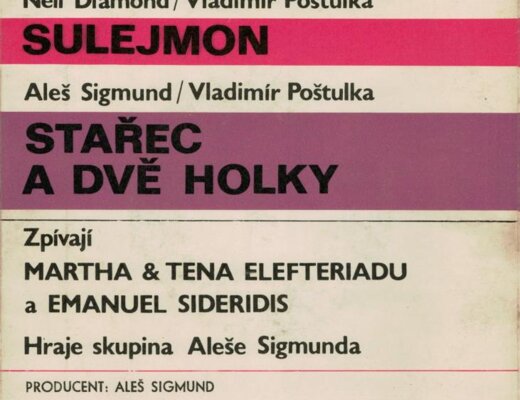 Neil Diamond/Vladimír Poštulka
SULEJMON
Aleš Sigmund/Vladimír Poštulka
STAŘEC
A DVĚ HOLKY
Zpívají
MARTHA & TENA ELEFTERIADU
a EMANUEL SIDERIDIS
Hraje skupina Aleše Sigmunda
PRODUCENT: ALEŠ SIGMUND